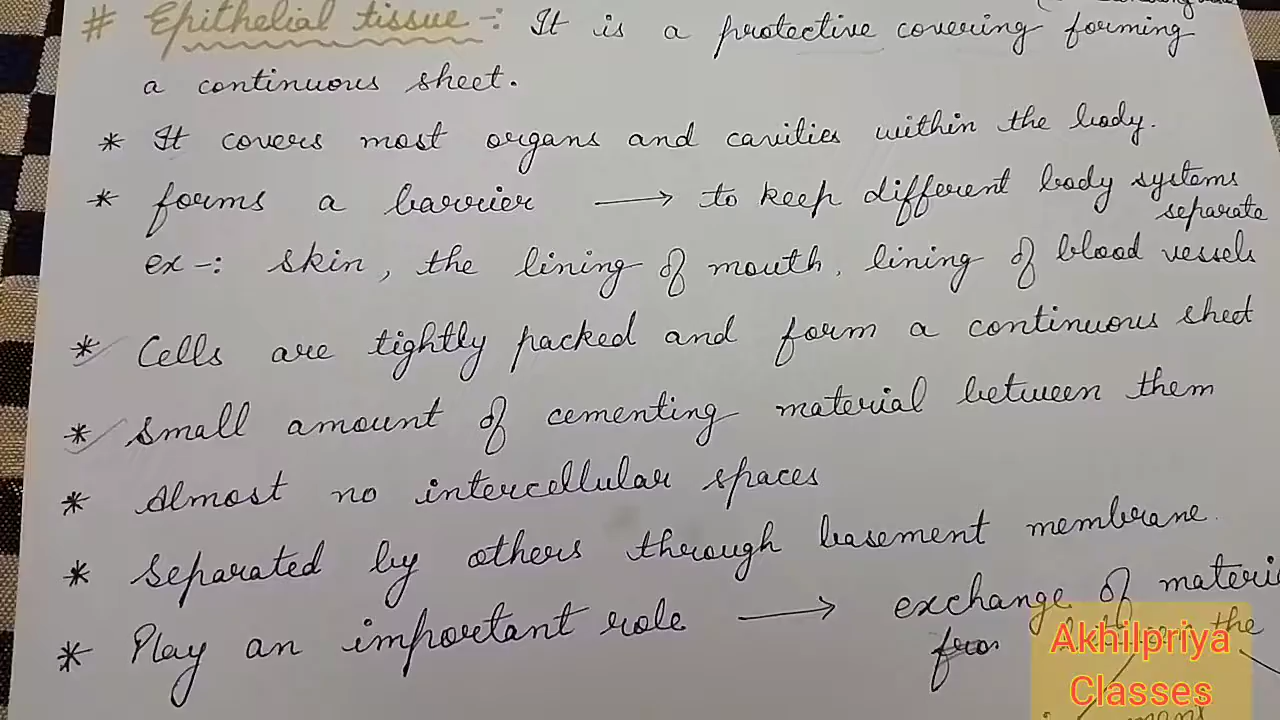 # Epithelial tissue -: It is a protective covering forming
a continuous sheet.
* It covers most organs and cavities within the body.
* forms a barrier → to keep different body systems
separate
ex -: skin, the lining of mouth, lining of blood vessels
* Cells are tightly packed and form a continuous sheet
* Small amount of cementing material between them
* Almost no intercellular spaces
* Separated by others through basement membrane.
* Play an important role → exchange of materi
the
Akhilpriya
Classes